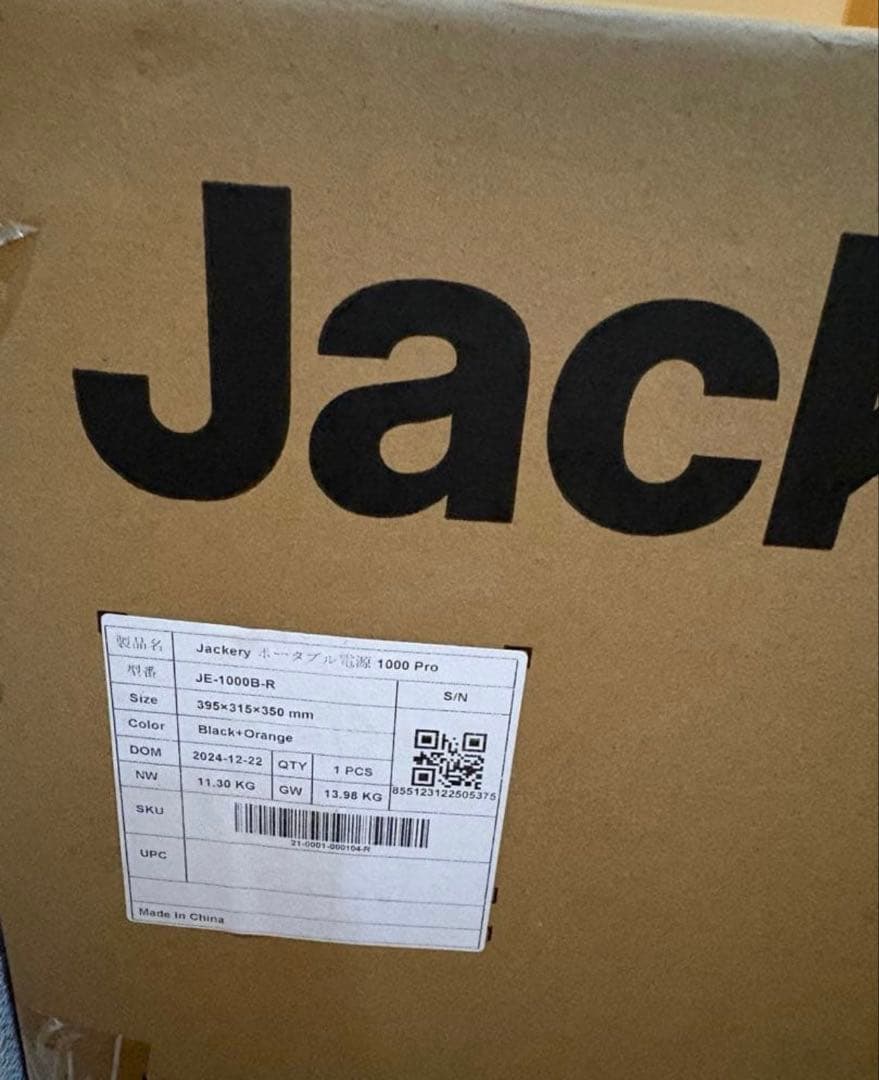 Jack
製品名 Jackery ポータブル電源 1000 Pro
型番 JE-1000B-R
S/N
Size 395×315×350 mm
Color Black+Orange
DOM 2024-12-22 QTY 1 PCS
NW 11.30 KG GW 13.98 KG
855123122505375
SKU
21-0001-000104-R
UPC
Made in China